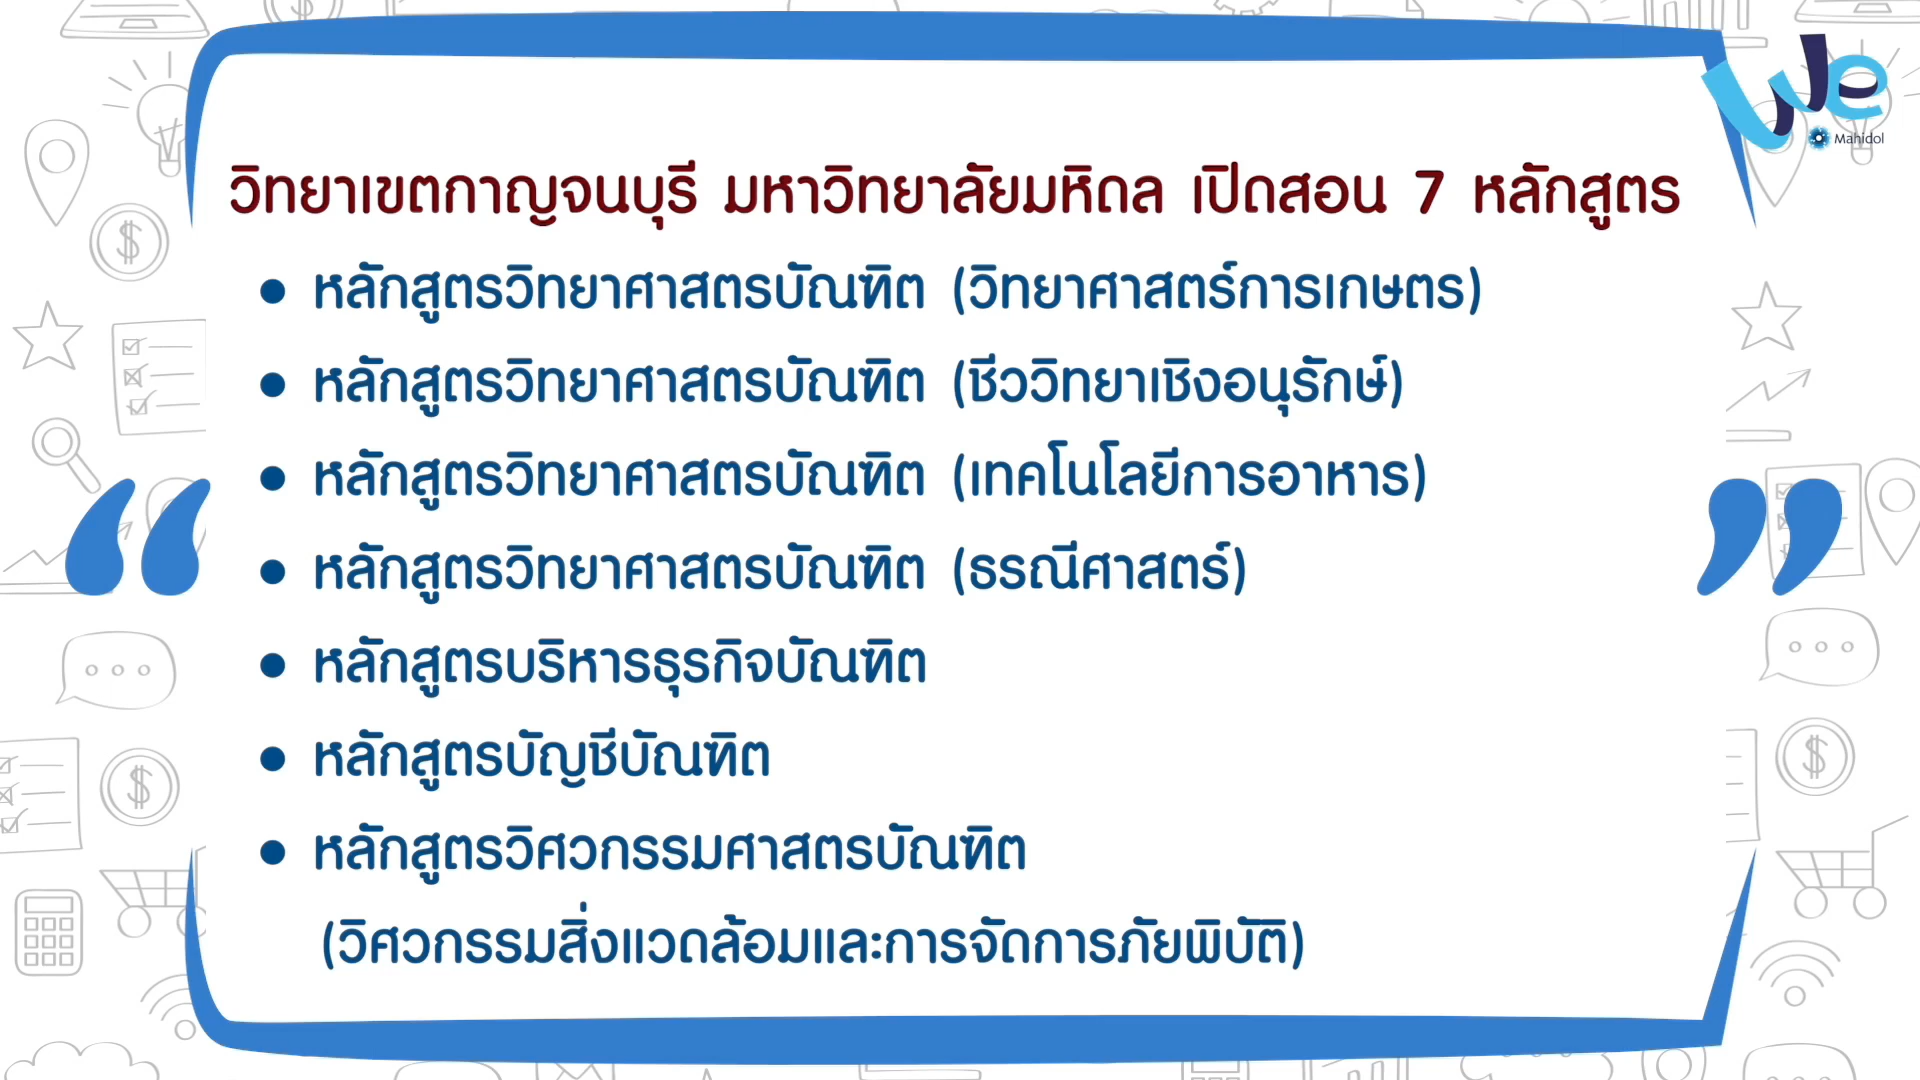 we
Mahidol
วิทยาเขตกาญจนบุรี มหาวิทยาลัยมหิดล เปิดสอน 7 หลักสูตร
● หลักสูตรวิทยาศาสตรบัณฑิต (วิทยาศาสตร์การเกษตร)
● หลักสูตรวิทยาศาสตรบัณฑิต (ชีววิทยาเชิงอนุรักษ์)
● หลักสูตรวิทยาศาสตรบัณฑิต (เทคโนโลยีการอาหาร)
● หลักสูตรวิทยาศาสตรบัณฑิต (ธรณีศาสตร์)
● หลักสูตรบริหารธุรกิจบัณฑิต
● หลักสูตรบัญชีบัณฑิต
● หลักสูตรวิศวกรรมศาสตรบัณฑิต
(วิศวกรรมสิ่งแวดล้อมและการจัดการภัยพิบัติ)